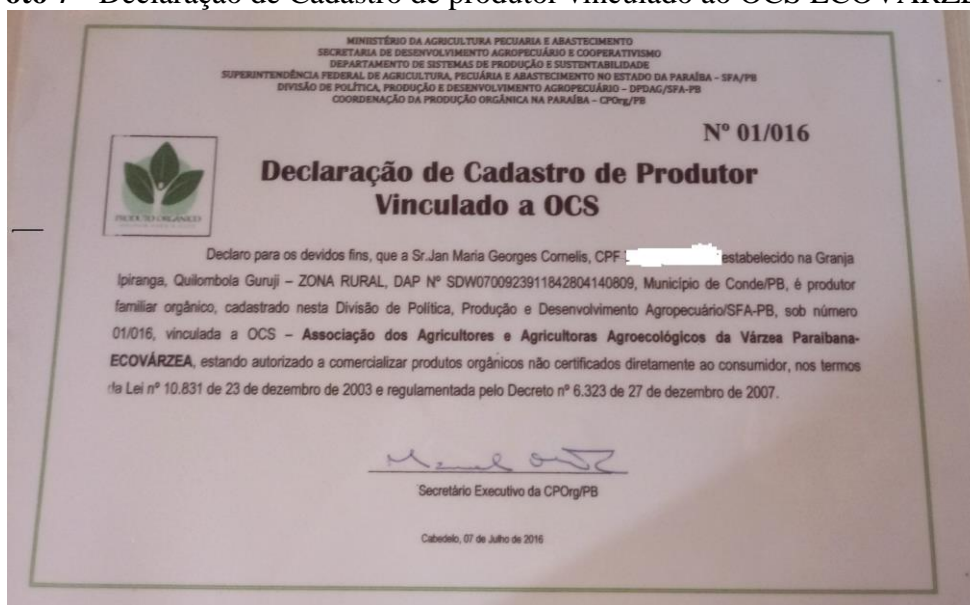 oto 7 – Declaração de Cadastro de produtor vinculado ao OCS ECOVÁRZE
MINISTÉRIO DA AGRICULTURA PECUARIA E ABASTECIMENTO
SECRETARIA DE DESENVOLVIMENTO AGROPECUÁRIO E COOPERATIVISMO
DEPARTAMENTO DE SISTEMAS DE PRODUÇÃO E SUSTENTABILIDADE
SUPERINTENDÊNCIA FEDERAL DE AGRICULTURA, PECUÁRIA E ABASTECIMENTO NO ESTADO DA PARAÍBA – SFA/PB
DIVISÃO DE POLÍTICA, PRODUÇÃO E DESENVOLVIMENTO AGROPECUÁRIO – DPDAG/SFA-PB
COORDENAÇÃO DA PRODUÇÃO ORGÂNICA NA PARAÍBA – CPOrg/PB
Nº 01/016
PRODUTO ORGÂNICO
Declaração de Cadastro de Produtor
Vinculado a OCS
Declaro para os devidos fins, que a Sr.Jan Maria Georges Cornelis, CPF estabelecido na Granja
Ipiranga, Quilombola Guruji – ZONA RURAL, DAP Nº SDW0700923911842804140809, Município de Conde/PB, é produtor
familiar orgânico, cadastrado nesta Divisão de Política, Produção e Desenvolvimento Agropecuário/SFA-PB, sob número
01/016, vinculada a OCS – Associação dos Agricultores e Agricultoras Agroecológicos da Várzea Paraibana-
ECOVÁRZEA, estando autorizado a comercializar produtos orgânicos não certificados diretamente ao consumidor, nos termos
da Lei nº 10.831 de 23 de dezembro de 2003 e regulamentada pelo Decreto nº 6.323 de 27 de dezembro de 2007.
Secretário Executivo da CPOrg/PB
Cabedelo, 07 de Julho de 2016